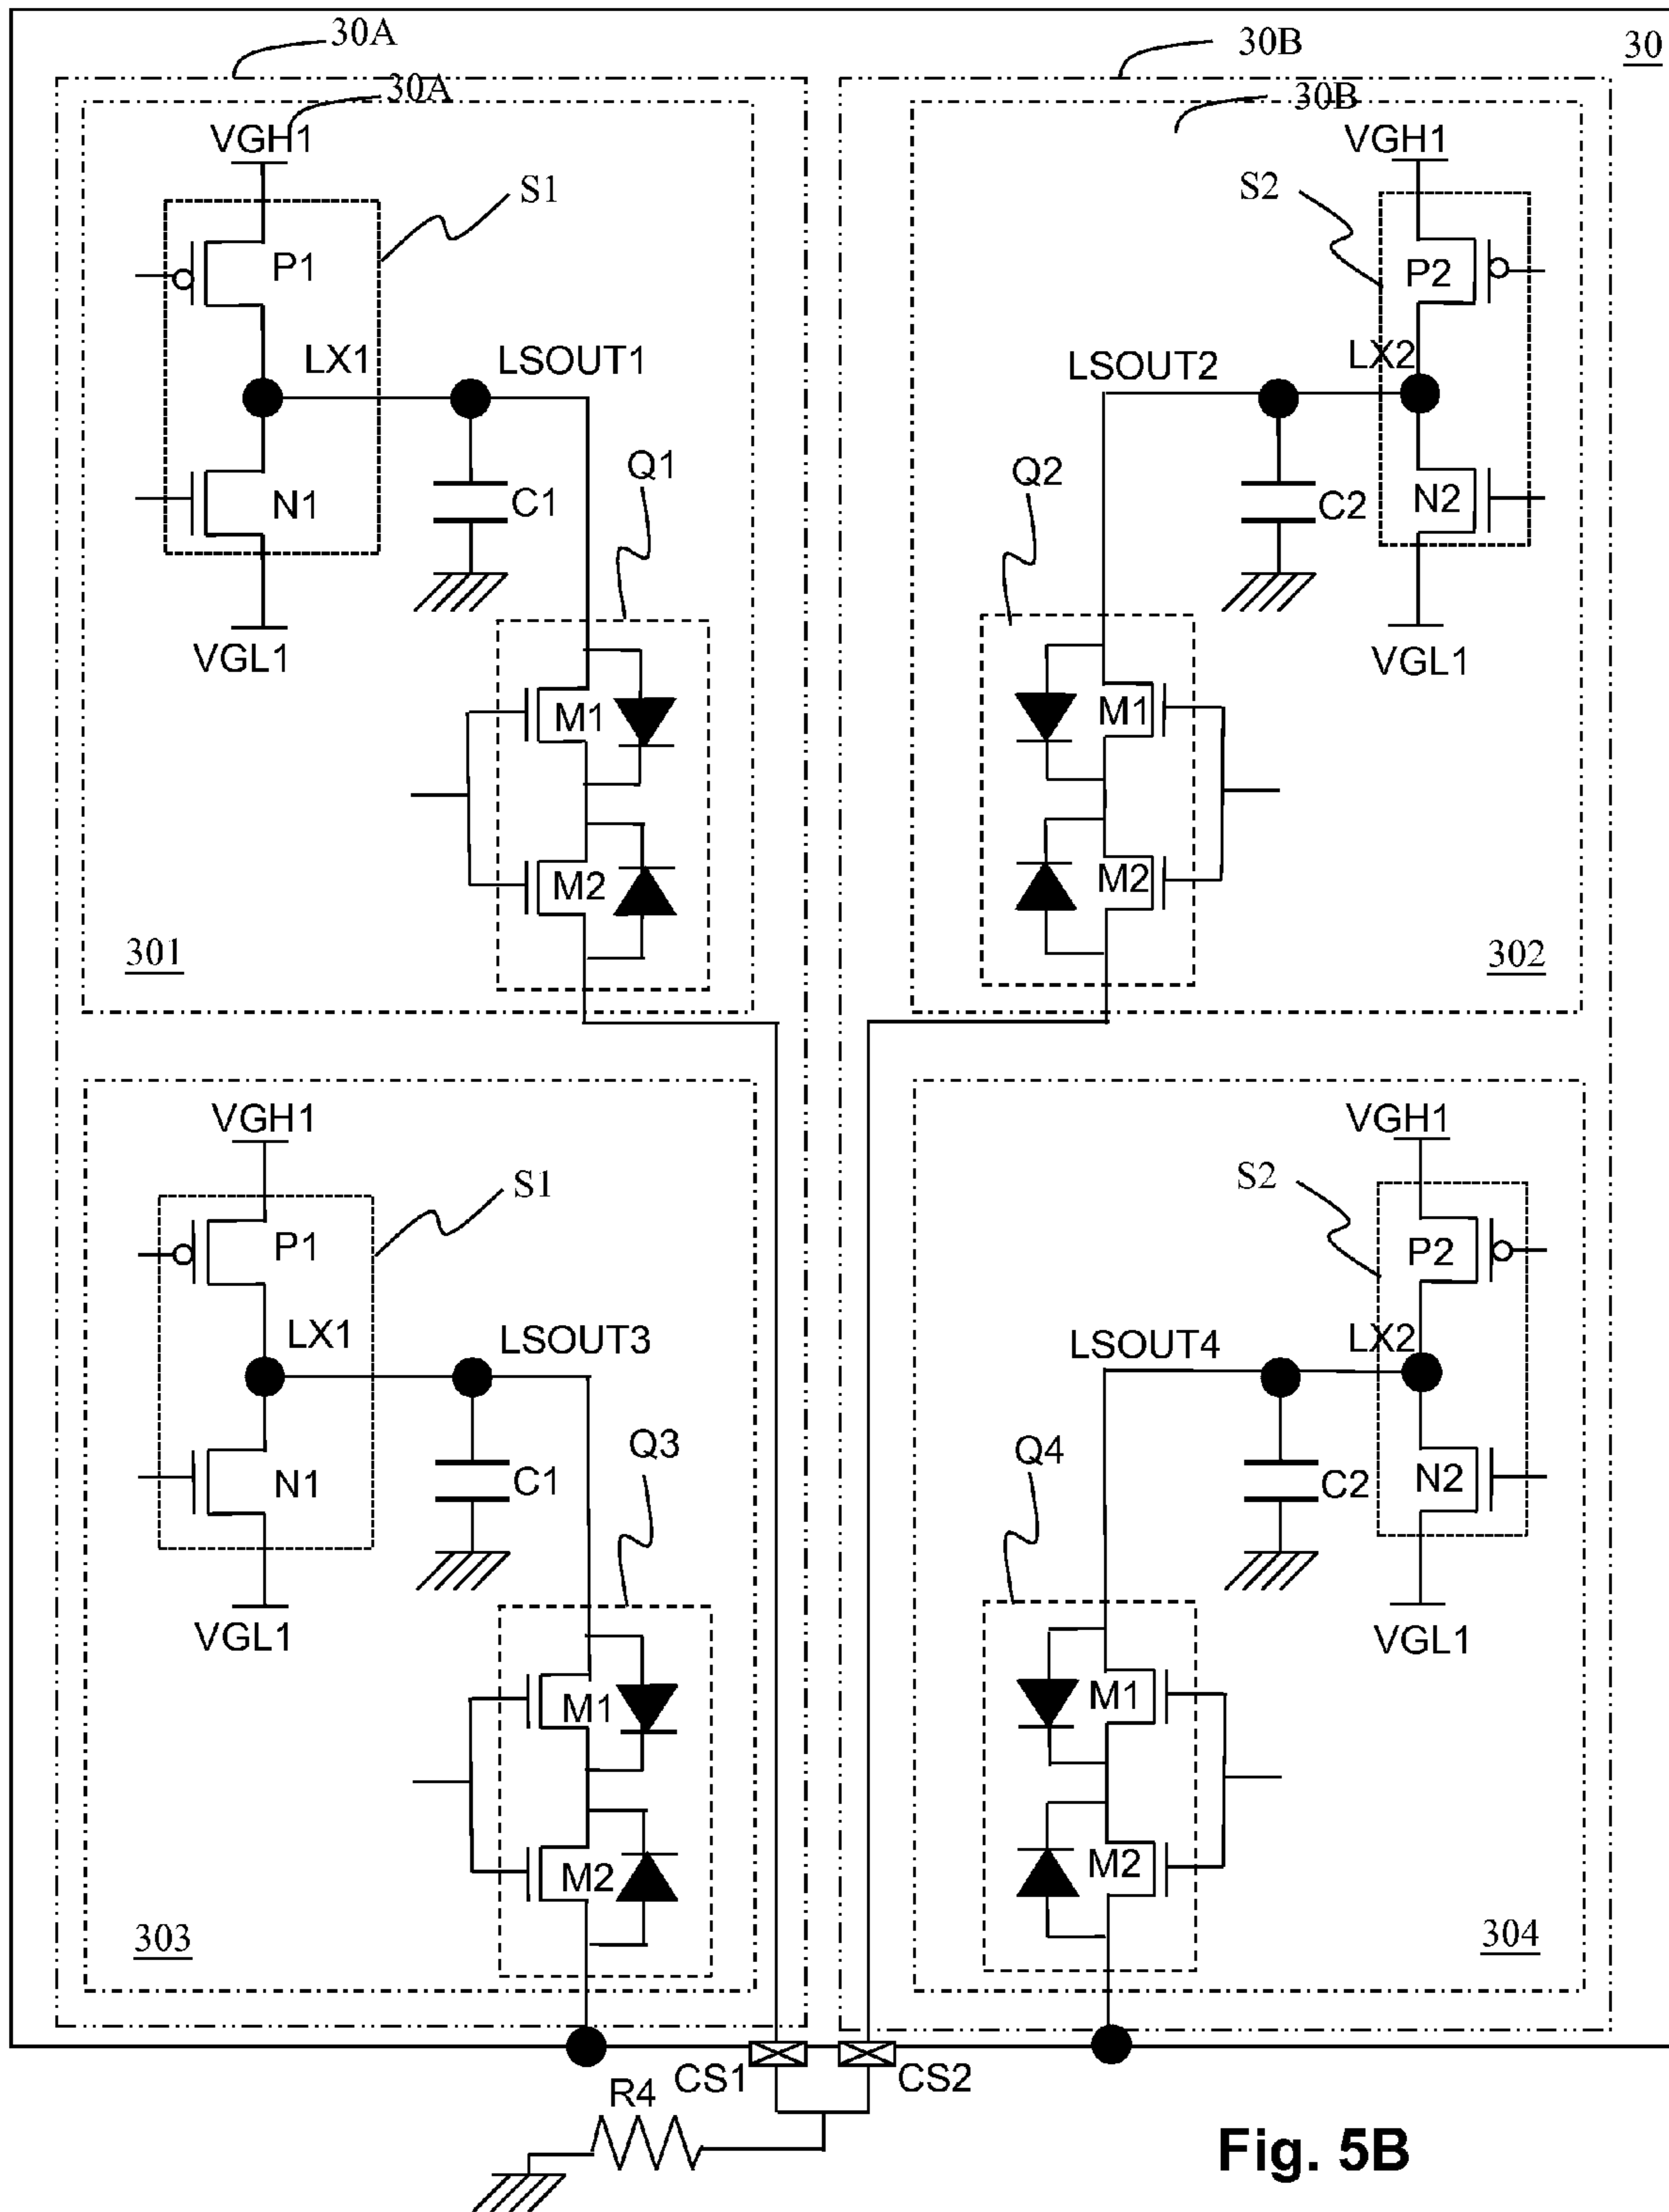 30A
30B
30
30A
30B
VGH1
VGH1
S1
S2
P1
P2
LX1
LSOUT1
LSOUT2
LX2
Q1
Q2
N1
C1
C2
N2
VGL1
VGL1
M1
M1
M2
M2
301
302
VGH1
VGH1
S1
S2
P1
P2
LX1
LSOUT3
LSOUT4
LX2
Q3
Q4
N1
C1
C2
N2
VGL1
VGL1
M1
M1
M2
M2
303
304
CS1
CS2
R4
Fig. 5B